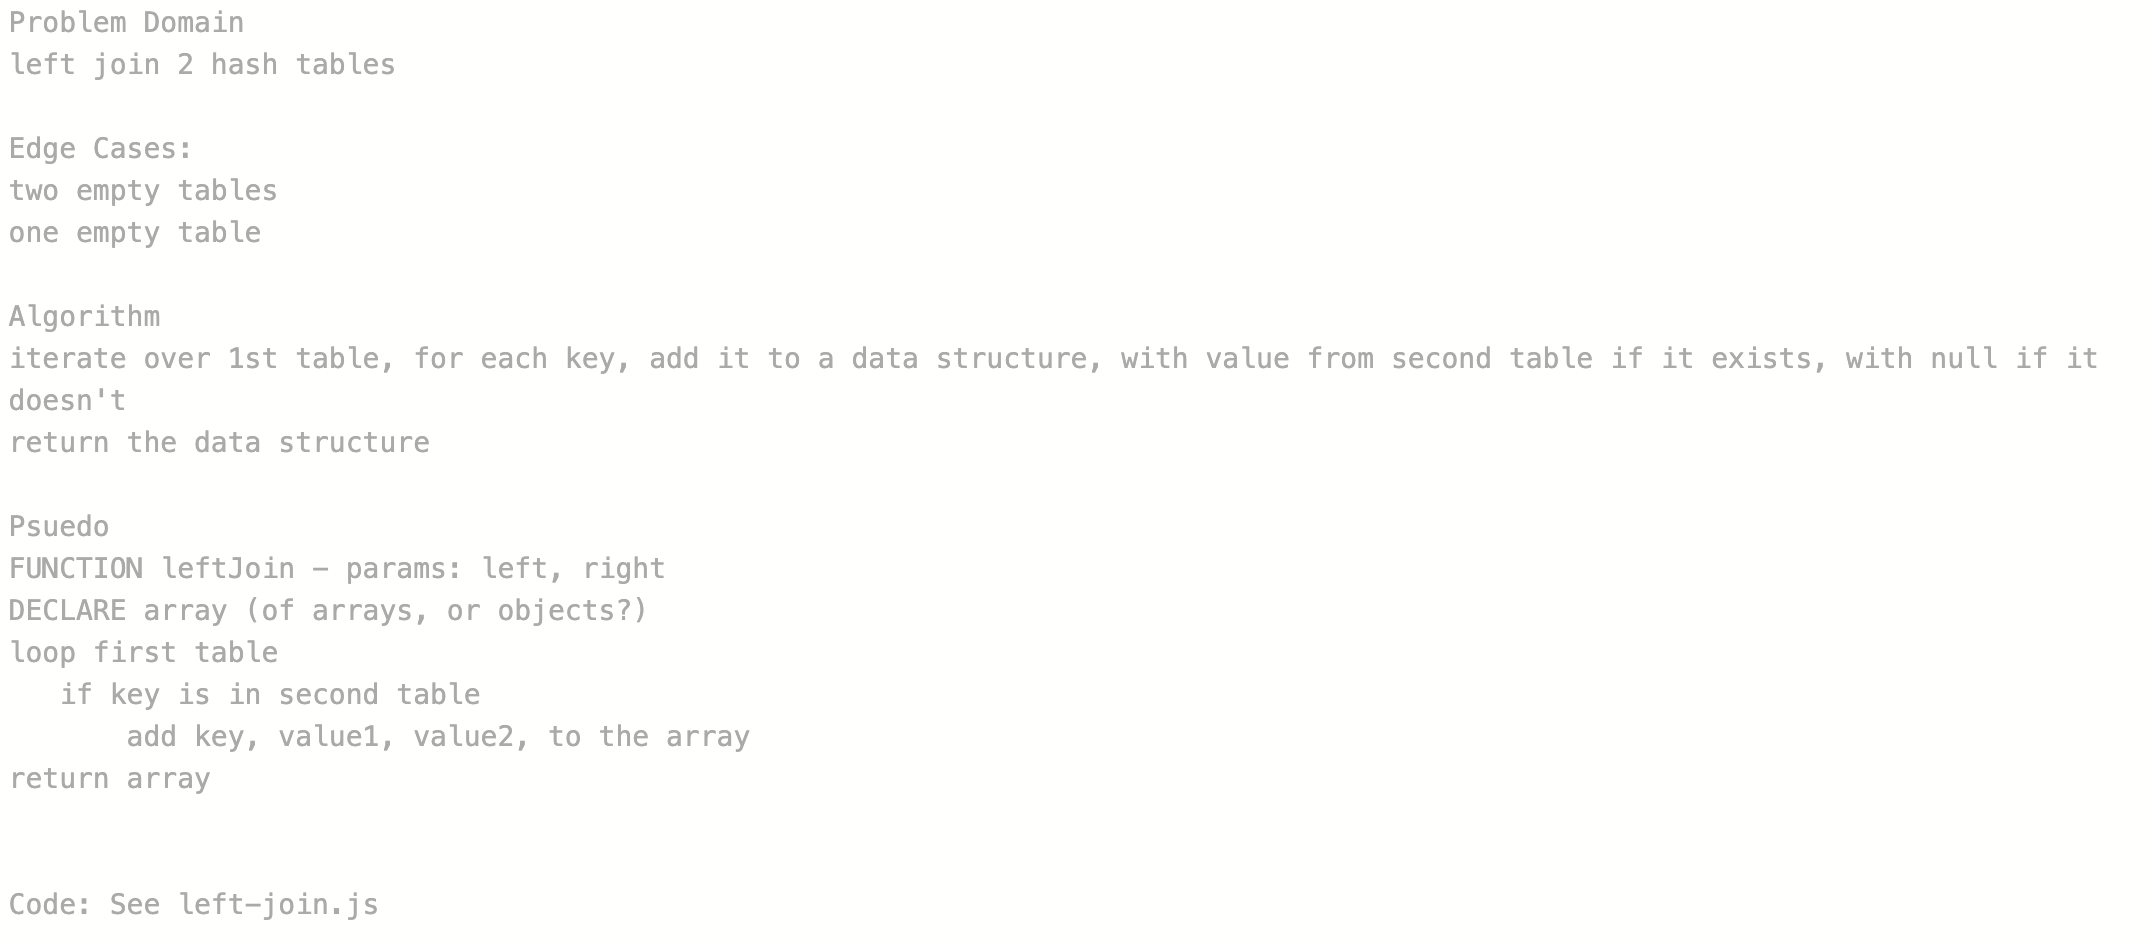 Problem Domain
left join 2 hash tables
Edge Cases:
two empty tables
one empty table
Algorithm
iterate over 1st table, for each key, add it to a data structure, with value from second table if it exists, with null if it
doesn't
return the data structure
Psuedo
FUNCTION leftJoin - params: left, right
DECLARE array (of arrays, or objects?)
loop first table
if key is in second table
add key, value1, value2, to the array
return array
Code: See left-join.js